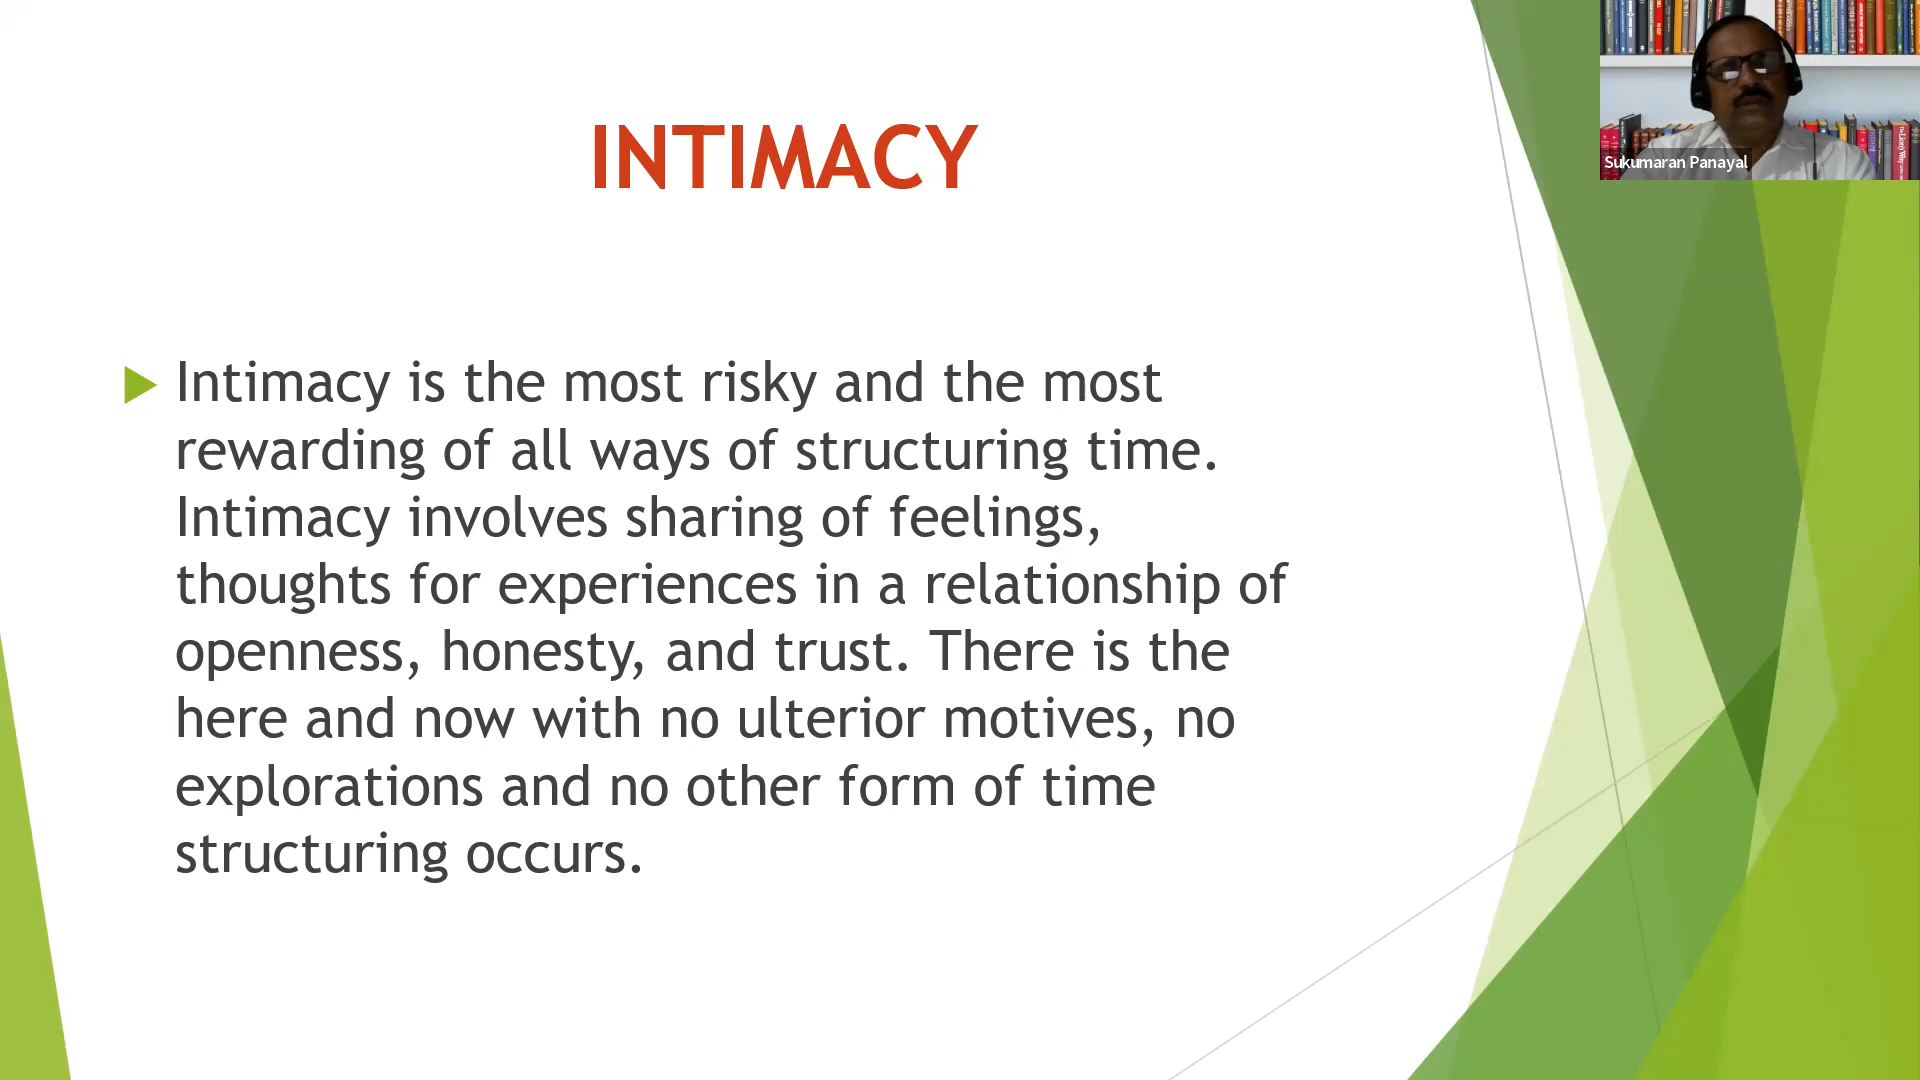 INTIMACY
Intimacy is the most risky and the most
rewarding of all ways of structuring time.
Intimacy involves sharing of feelings,
thoughts for experiences in a relationship of
openness, honesty, and trust. There is the
here and now with no ulterior motives, no
explorations and no other form of time
structuring occurs.
Sukumaran Panayal